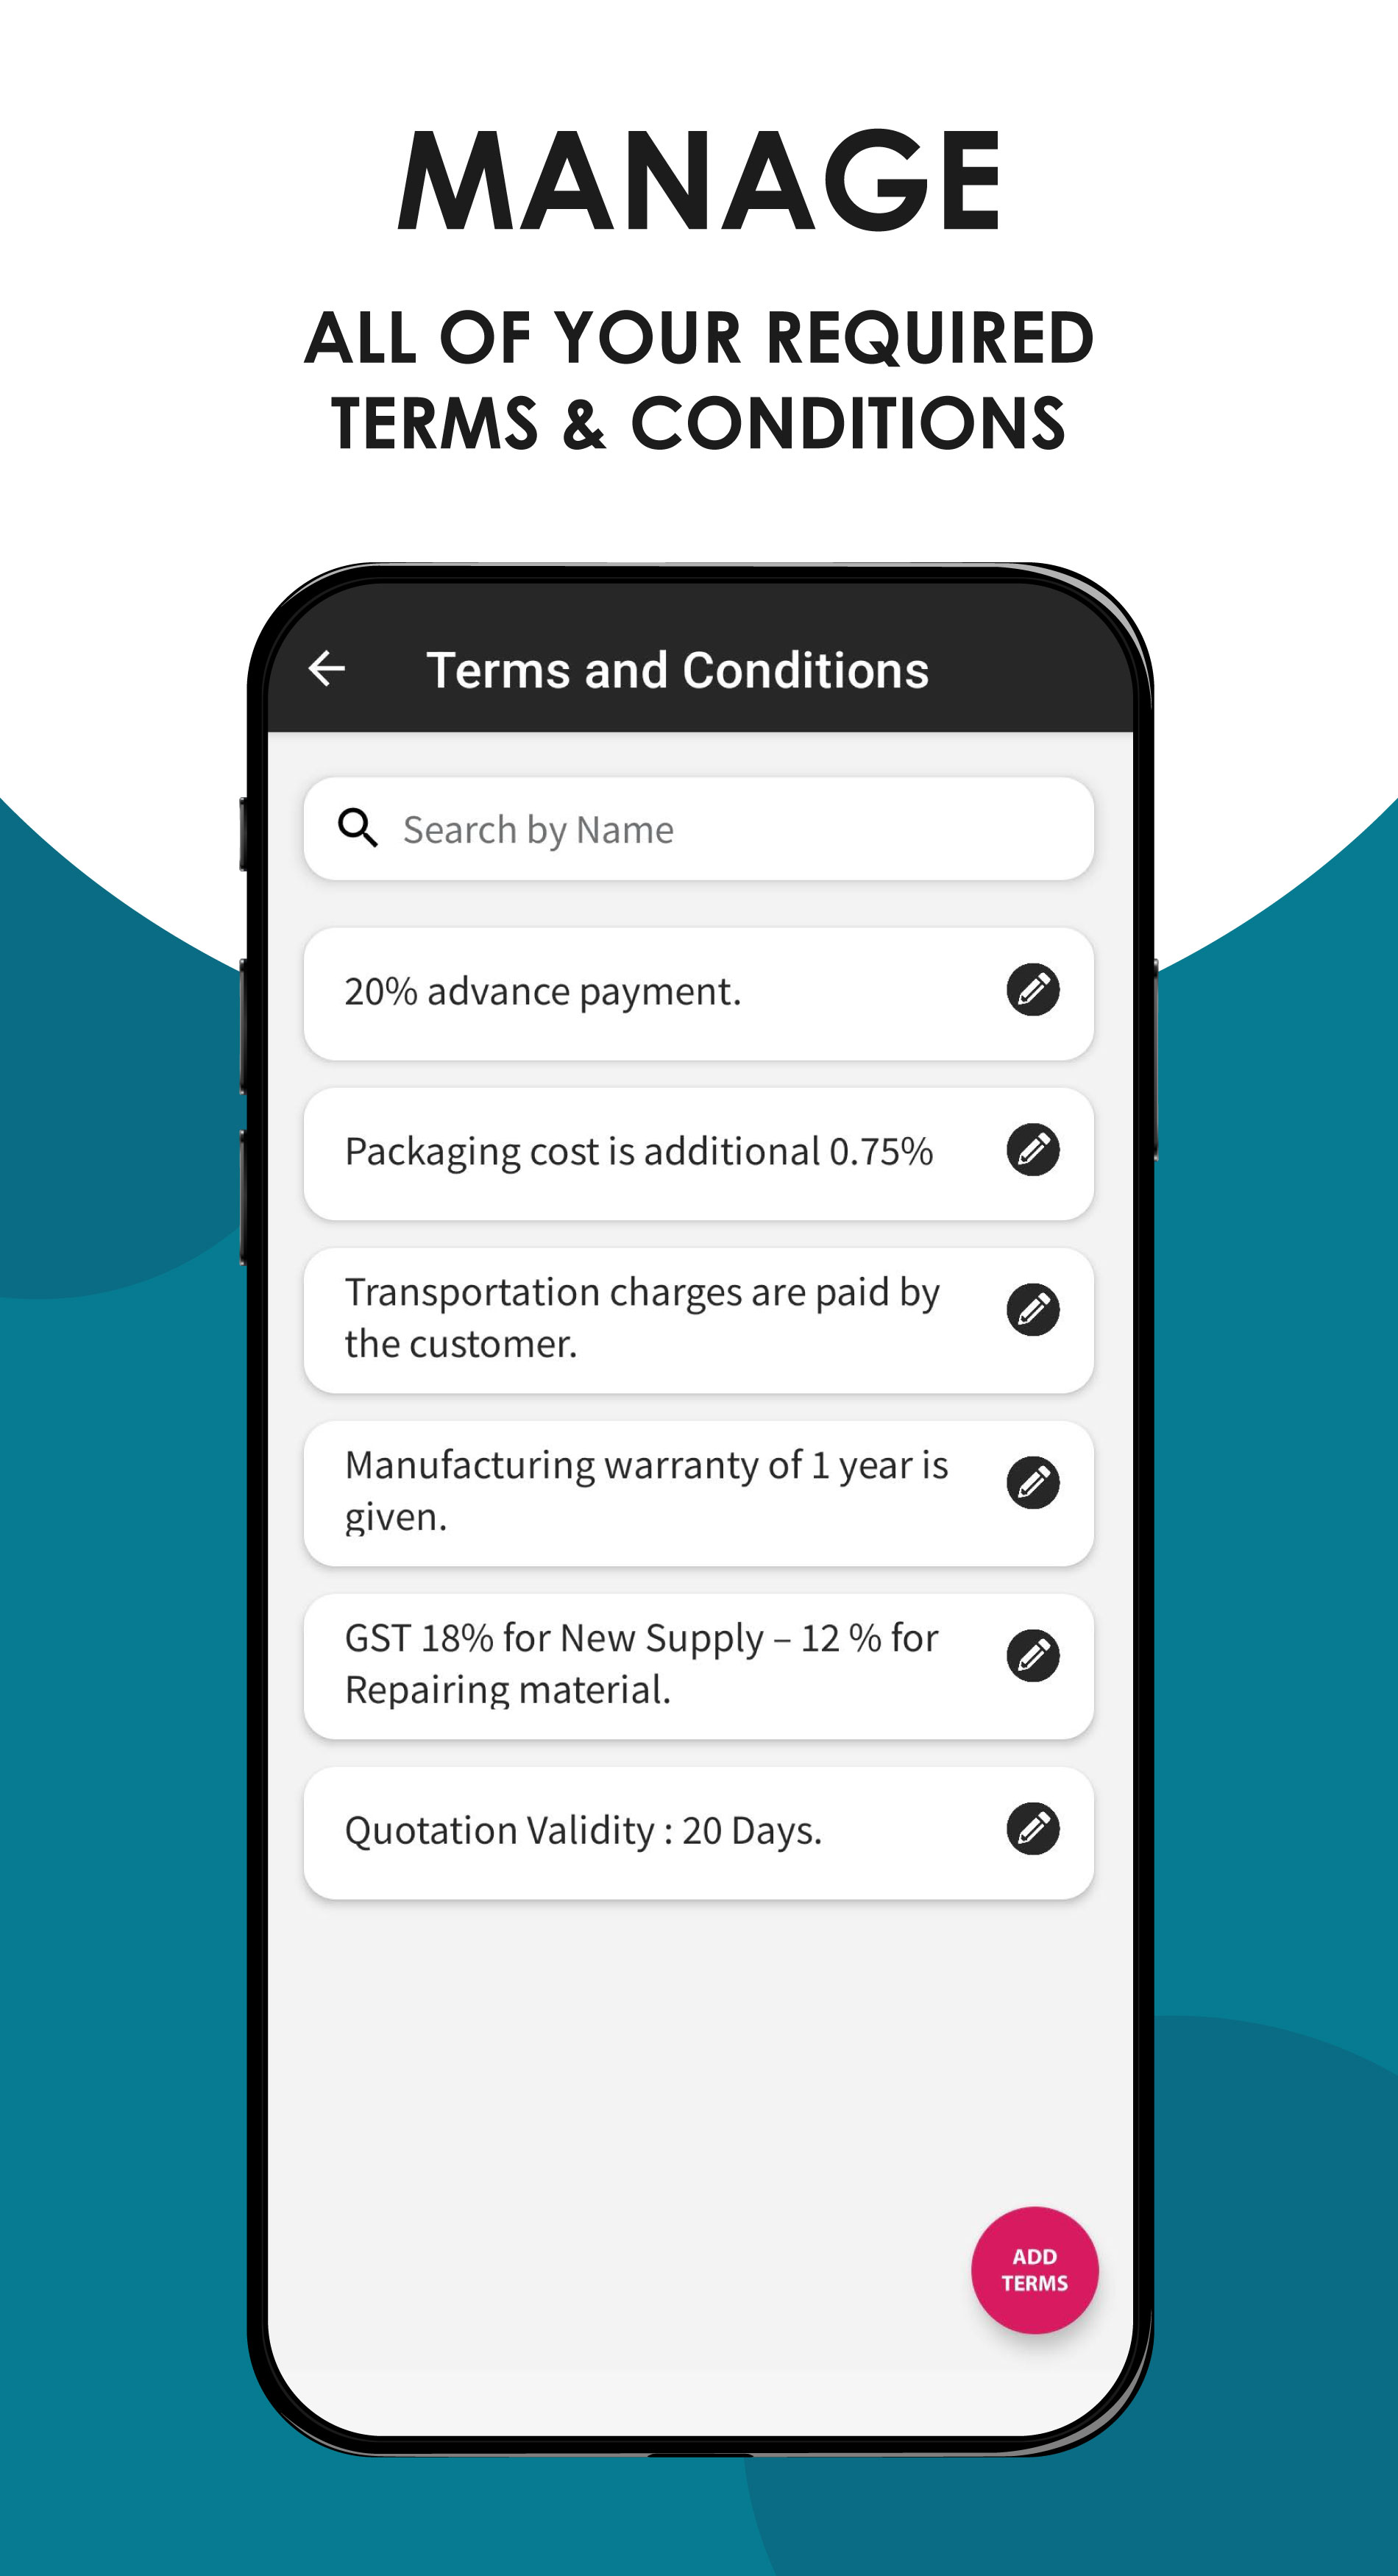 MANAGE
ALL OF YOUR REQUIRED
TERMS & CONDITIONS
Terms and Conditions
Search by Name
20% advance payment.
Packaging cost is additional 0.75%
Transportation charges are paid by
the customer.
Manufacturing warranty of 1 year is
given.
GST 18% for New Supply – 12 % for
Repairing material.
Quotation Validity : 20 Days.
ADD
TERMS